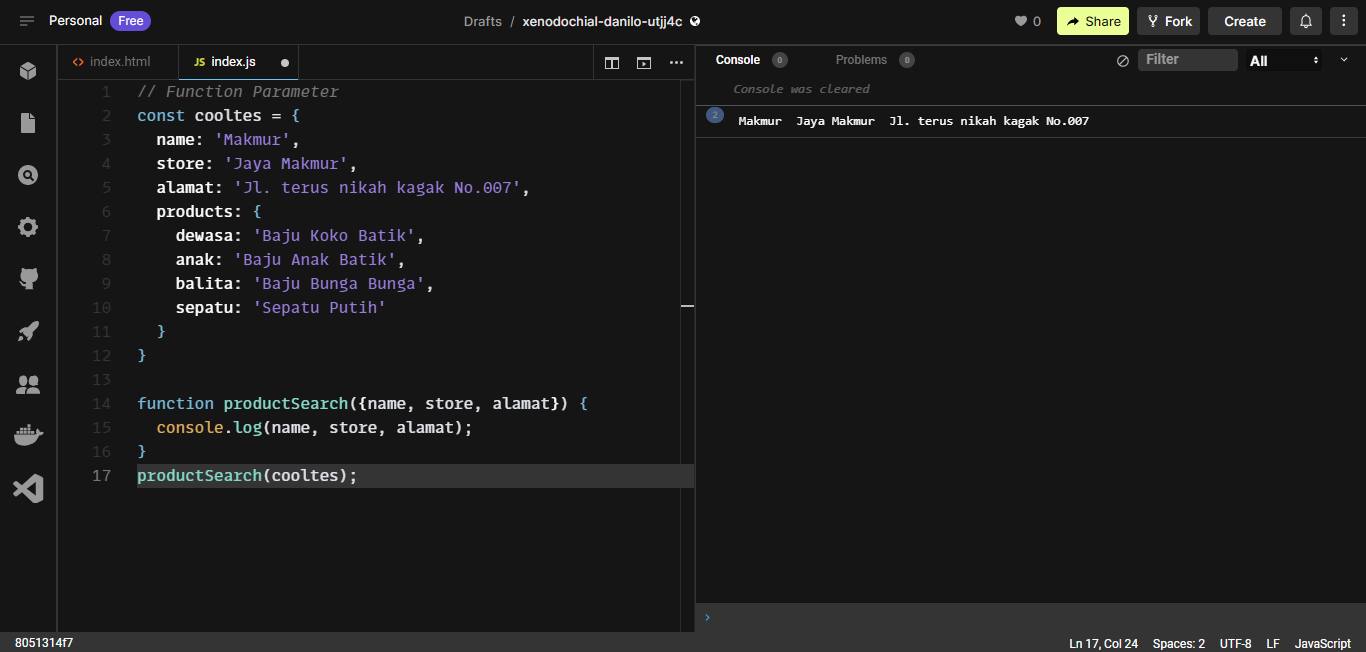 Personal Free Drafts / xenodochial-danilo-utjj4c 0 Share Fork Create
<> index.html JS index.js Console 0 Problems 0 Filter All
Console was cleared
2 Makmur Jaya Makmur Jl. terus nikah kagak No.007
1 // Function Parameter
2 const cooltes = {
3 name: 'Makmur',
4 store: 'Jaya Makmur',
5 alamat: 'Jl. terus nikah kagak No.007',
6 products: {
7 dewasa: 'Baju Koko Batik',
8 anak: 'Baju Anak Batik',
9 balita: 'Baju Bunga Bunga',
10 sepatu: 'Sepatu Putih'
11 }
12 }
13
14 function productSearch({name, store, alamat}) {
15 console.log(name, store, alamat);
16 }
17 productSearch(cooltes);
8051314f7 Ln 17, Col 24 Spaces: 2 UTF-8 LF JavaScript